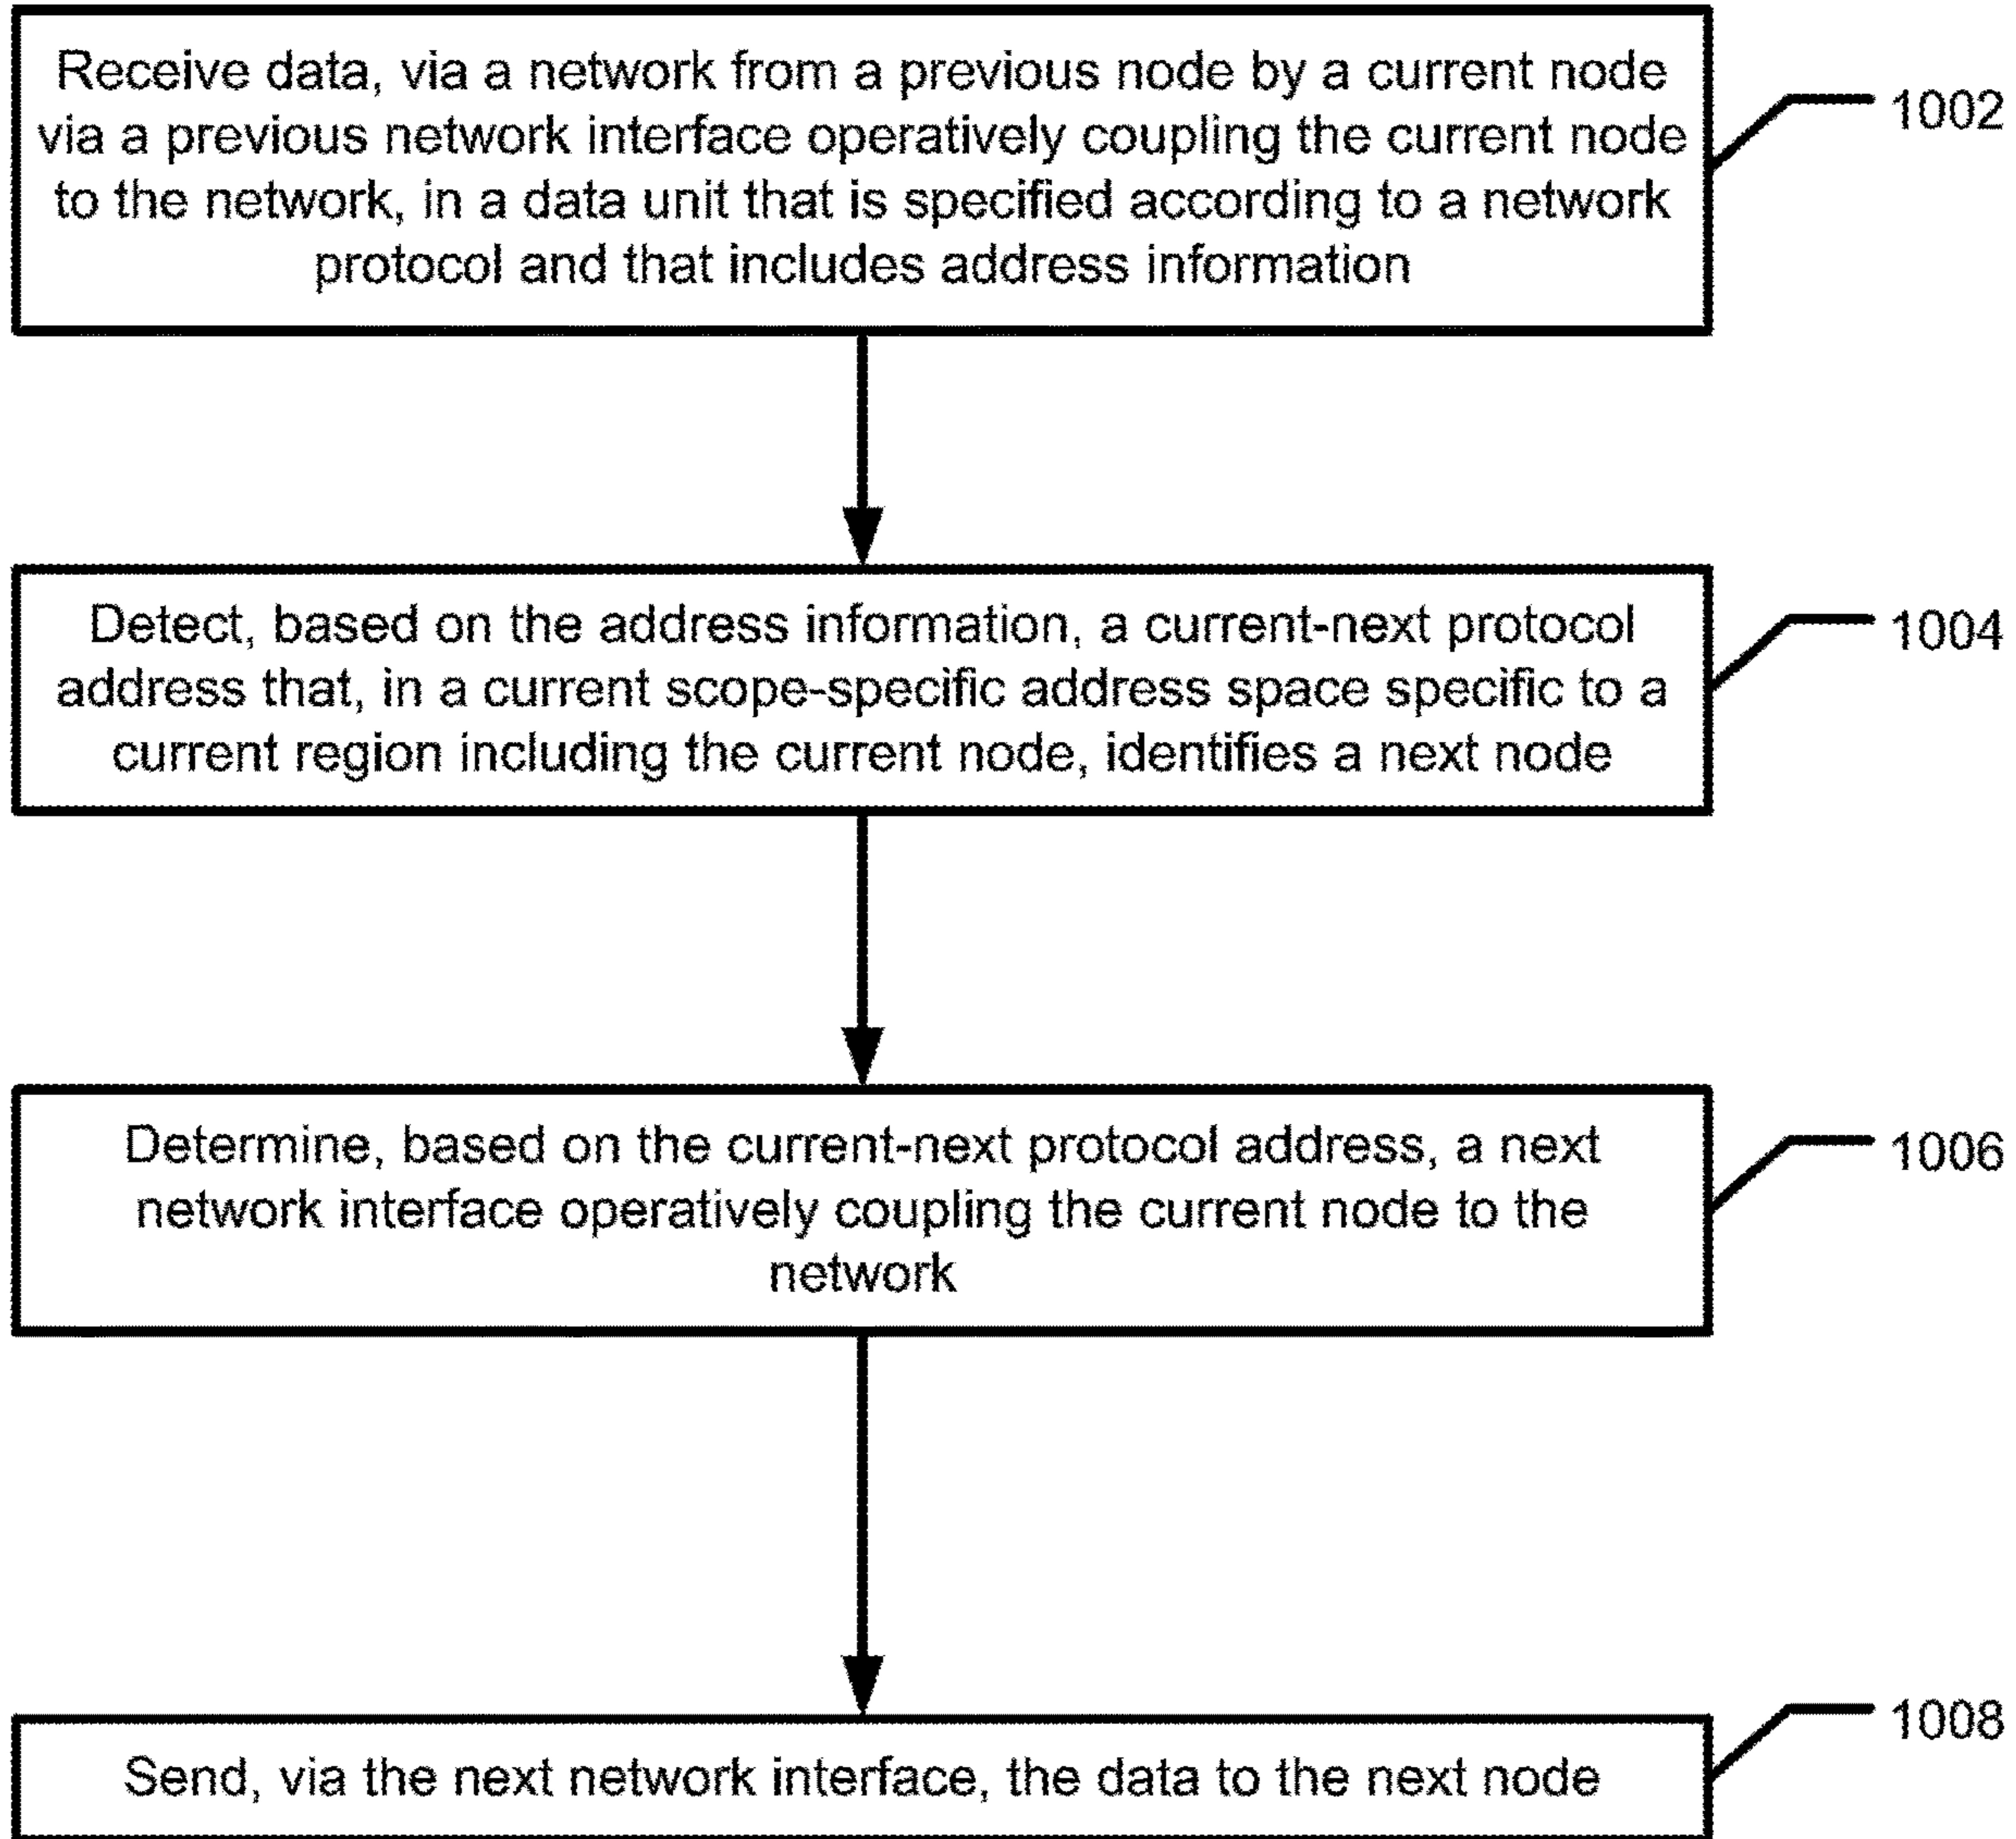 Receive data, via a network from a previous node by a current node
via a previous network interface operatively coupling the current node
to the network, in a data unit that is specified according to a network
protocol and that includes address information
1002
Detect, based on the address information, a current-next protocol
address that, in a current scope-specific address space specific to a
current region including the current node, identifies a next node
1004
Determine, based on the current-next protocol address, a next
network interface operatively coupling the current node to the
network
1006
Send, via the next network interface, the data to the next node
1008